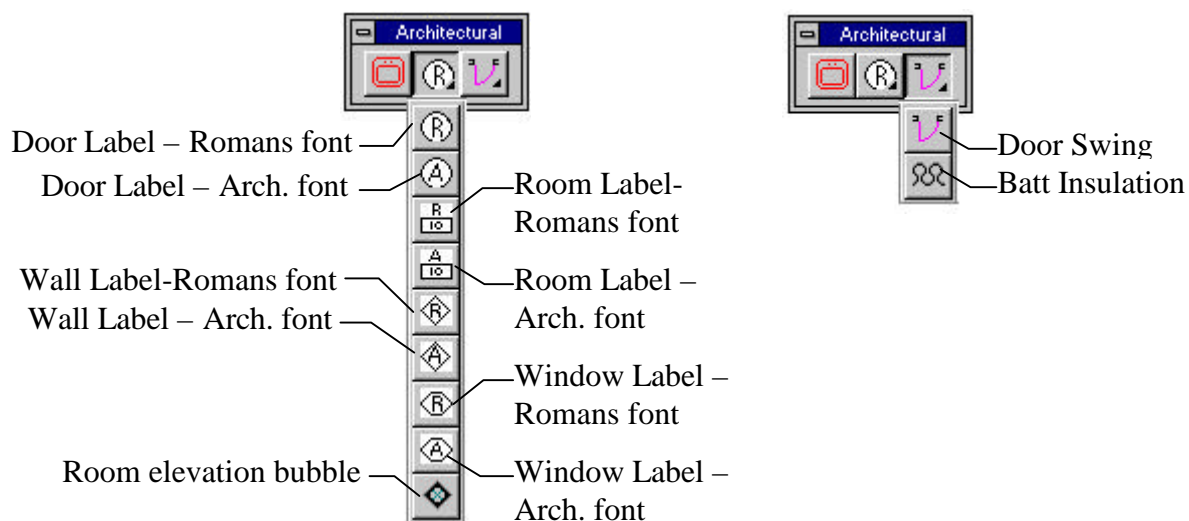 Architectural
R
R
Door Label – Romans font
A
Door Label – Arch. font
R
10
Room Label-
Romans font
A
10
Room Label –
Arch. font
R
Wall Label-Romans font
A
Wall Label – Arch. font
R
Window Label –
Romans font
A
Window Label –
Arch. font
Room elevation bubble
Architectural
R
Door Swing
Batt Insulation